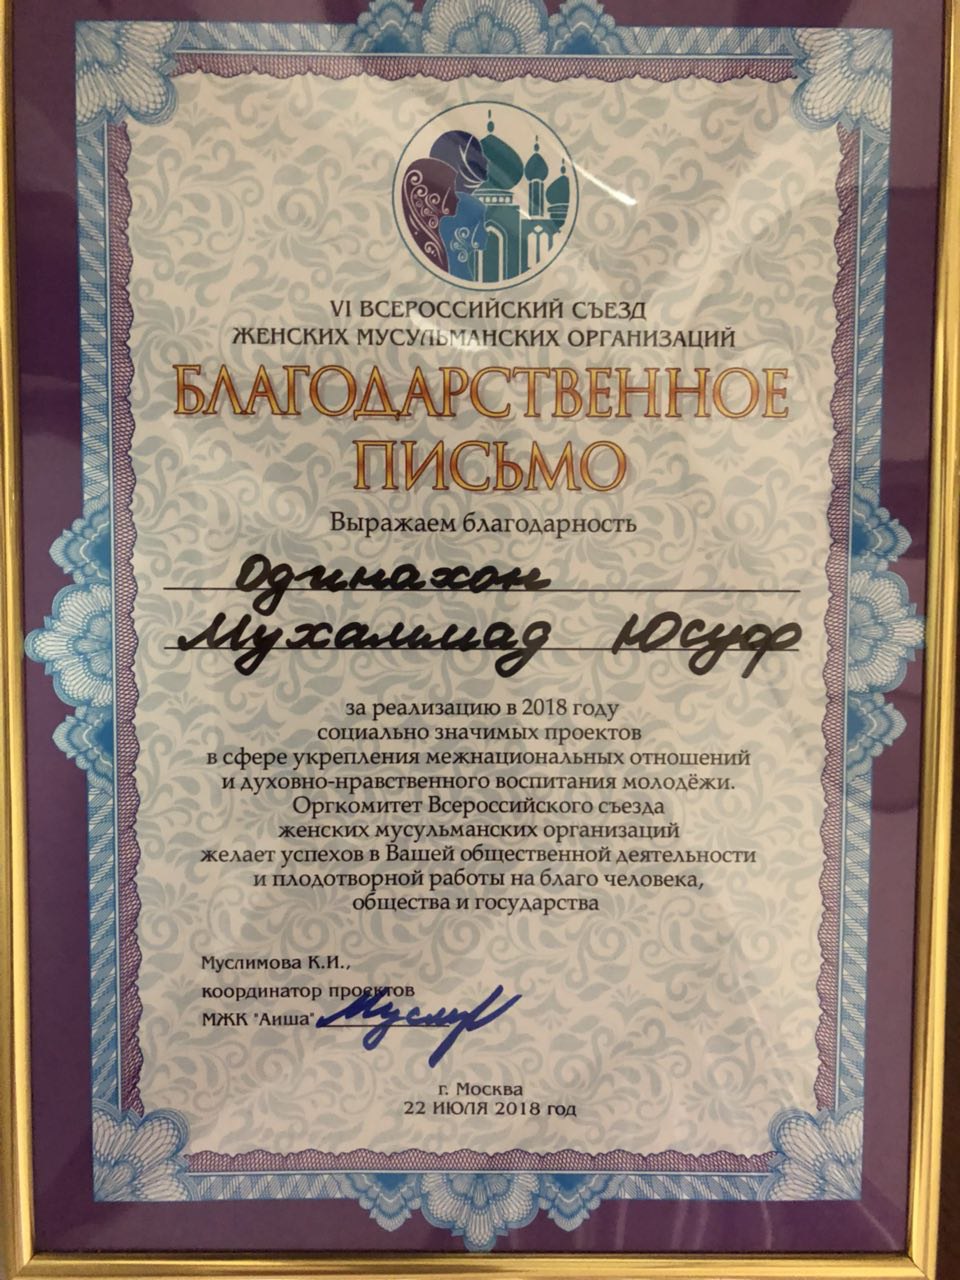 VI ВСЕРОССИЙСКИЙ СЪЕЗД
ЖЕНСКИХ МУСУЛЬМАНСКИХ ОРГАНИЗАЦИЙ
БЛАГОДАРСТВЕННОЕ
ПИСЬМО
Выражаем благодарность
Одинахон
Мухаммад Юсуф
за реализацию в 2018 году
социально значимых проектов
в сфере укрепления межнациональных отношений
и духовно-нравственного воспитания молодёжи.
Оргкомитет Всероссийского съезда
женских мусульманских организаций
желает успехов в Вашей общественной деятельности
и плодотворной работы на благо человека,
общества и государства
Муслимова К.И.,
координатор проектов
МЖК "Аиша"
г. Москва
22 ИЮЛЯ 2018 год